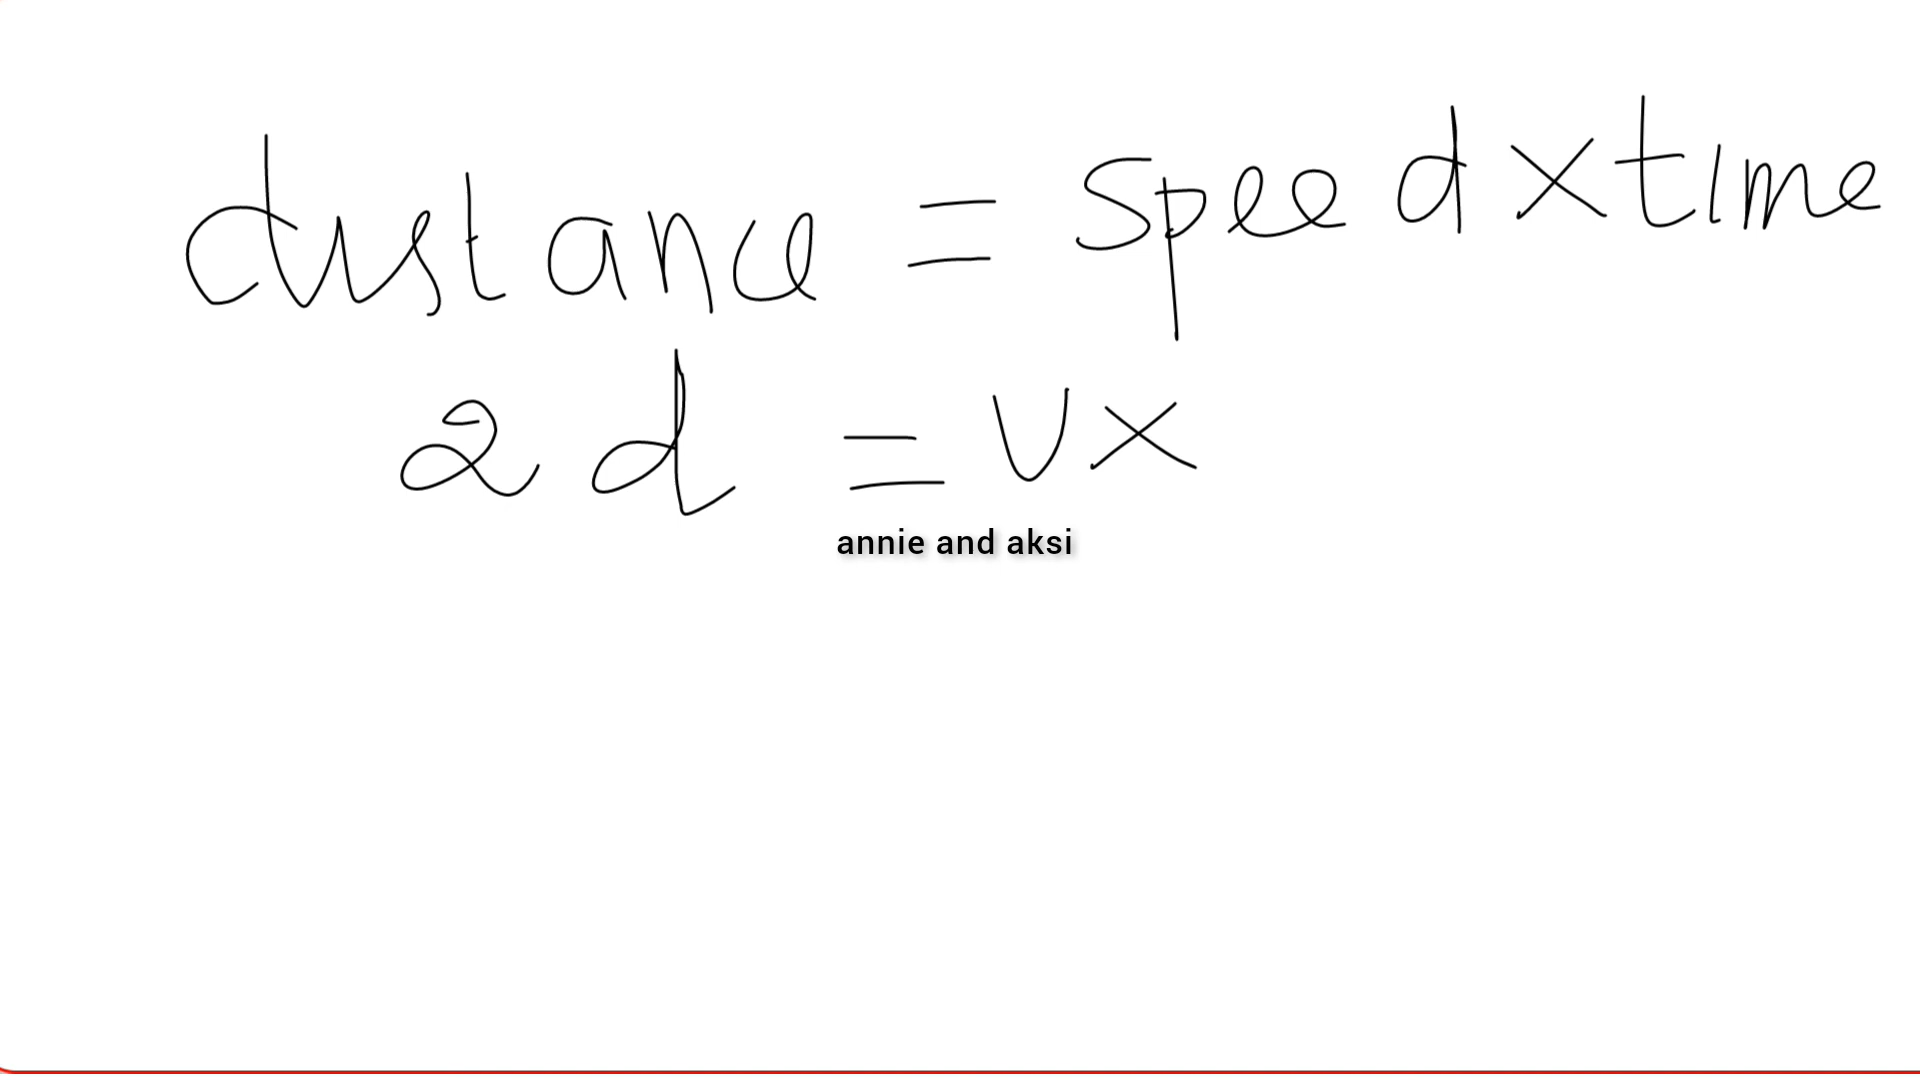 distance = speed × time
2d = v ×
annie and aksi